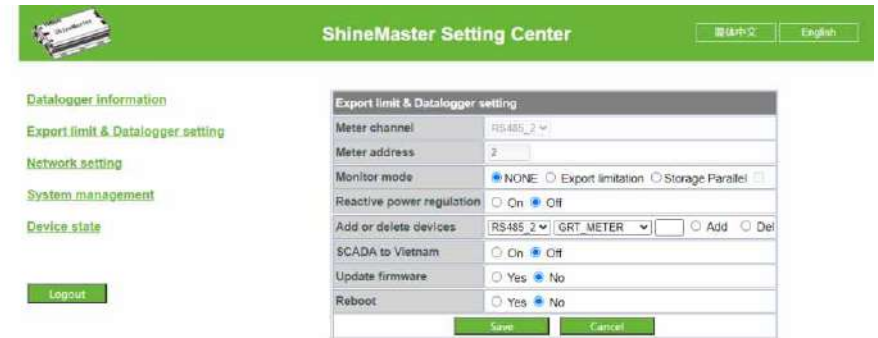 ShineMaster
ShineMaster Setting Center
简体中文 English
Datalogger information
Export limit & Datalogger setting
Network setting
System management
Device state
Logout
Export limit & Datalogger setting
Meter channel RS485_2
Meter address 2
Monitor mode NONE Export limitation Storage Parallel
Reactive power regulation On Off
Add or delete devices RS485_2 GRT_METER Add Del
SCADA to Vietnam On Off
Update firmware Yes No
Reboot Yes No
Save Cancel